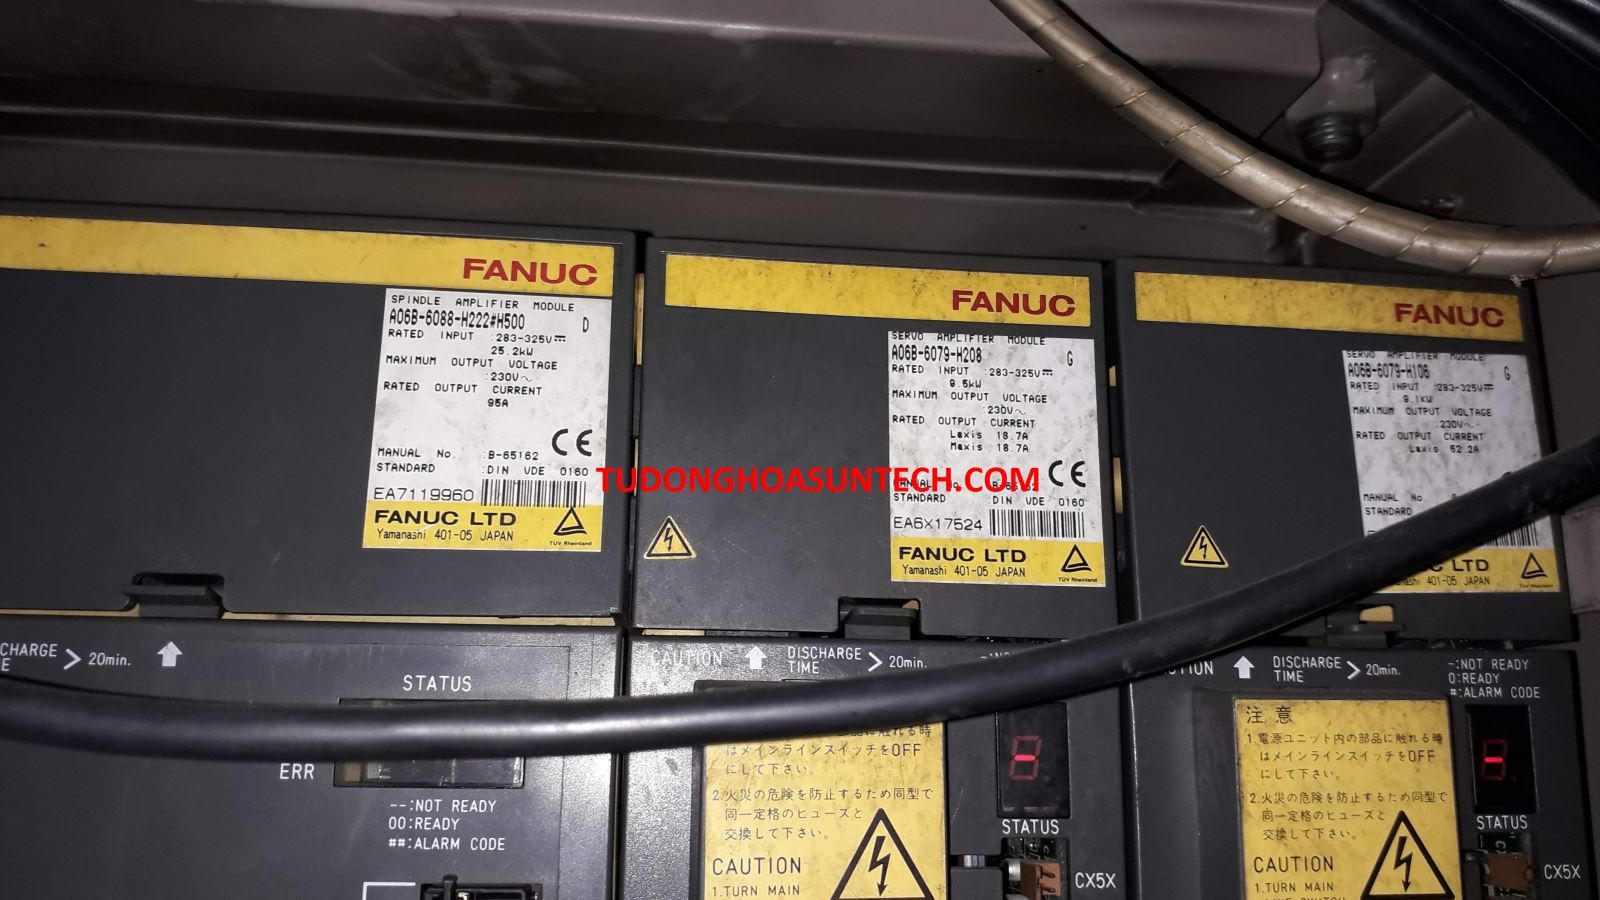 FANUC
SPINDLE AMPLIFIER MODULE
A06B-6088-H222#H500 D
RATED INPUT :283-325V⎓
25.2kW
MAXIMUM OUTPUT VOLTAGE
:230V~
RATED OUTPUT CURRENT
95A
MANUAL No. :B-65162
STANDARD :DIN VDE 0160
CE
EA7119960
FANUC LTD
Yamanashi 401-05 JAPAN
TÜV Rheinland
FANUC
SERVO AMPLIFIER MODULE
A06B-6079-H208 G
RATED INPUT :283-325V⎓
9.5kW
MAXIMUM OUTPUT VOLTAGE
:230V~
RATED OUTPUT CURRENT
Laxis 18.7A
Maxis 18.7A
STANDARD :DIN VDE 0160
CE
EA6X17524
FANUC LTD
Yamanashi 401-05 JAPAN
TÜV Rheinland
FANUC
SERVO AMPLIFIER MODULE
A06B-6079-H106 G
RATED INPUT :283-325V⎓
9.1kW
MAXIMUM OUTPUT VOLTAGE
:230V~
RATED OUTPUT CURRENT
Laxis 52.2A
MANUAL No.
STANDARD
LTD
401-05 JAPAN
TÜV Rheinland
TUDONGHOASUNTECH.COM
> 20min.
STATUS
ERR
--:NOT READY
00:READY
##:ALARM CODE
CAUTION DISCHARGE TIME > 20min.
はメインラインスイッチをOFF
にして下さい。
2.火災の危険を防止するため同型で
同一定格のヒューズと
交換して下さい。
CAUTION
1.TURN MAIN
STATUS
CX5X
DISCHARGE TIME > 20min.
-:NOT READY
0:READY
#:ALARM CODE
注意
1.電源ユニット内の部品に触れる時
はメインラインスイッチをOFF
にして下さい。
2.火災の危険を防止するため同型で
同一定格のヒューズと
交換して下さい。
CAUTION
1.TURN MAIN
STATUS
CX5X